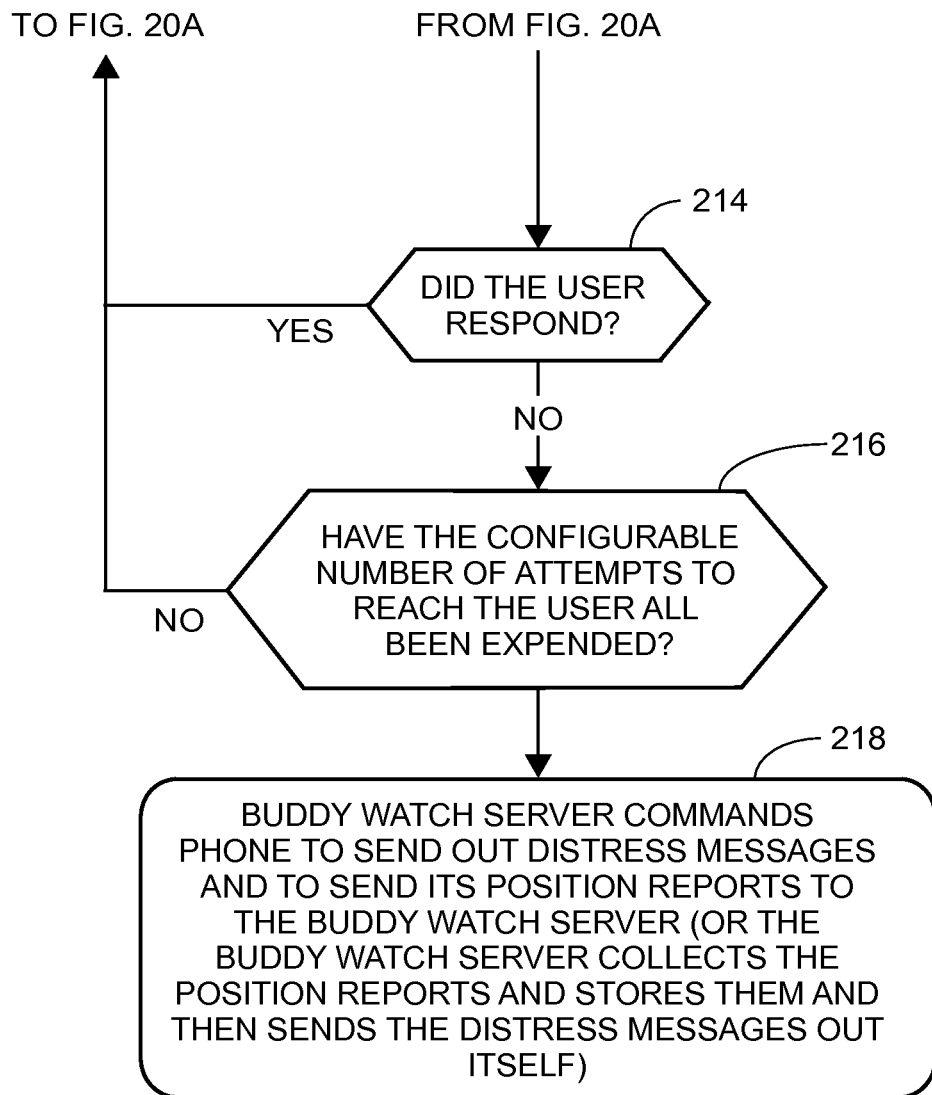 TO FIG. 20A
FROM FIG. 20A
214
DID THE USER
RESPOND?
YES
NO
216
HAVE THE CONFIGURABLE
NUMBER OF ATTEMPTS TO
REACH THE USER ALL
BEEN EXPENDED?
NO
218
BUDDY WATCH SERVER COMMANDS
PHONE TO SEND OUT DISTRESS MESSAGES
AND TO SEND ITS POSITION REPORTS TO
THE BUDDY WATCH SERVER (OR THE
BUDDY WATCH SERVER COLLECTS THE
POSITION REPORTS AND STORES THEM AND
THEN SENDS THE DISTRESS MESSAGES OUT
ITSELF)